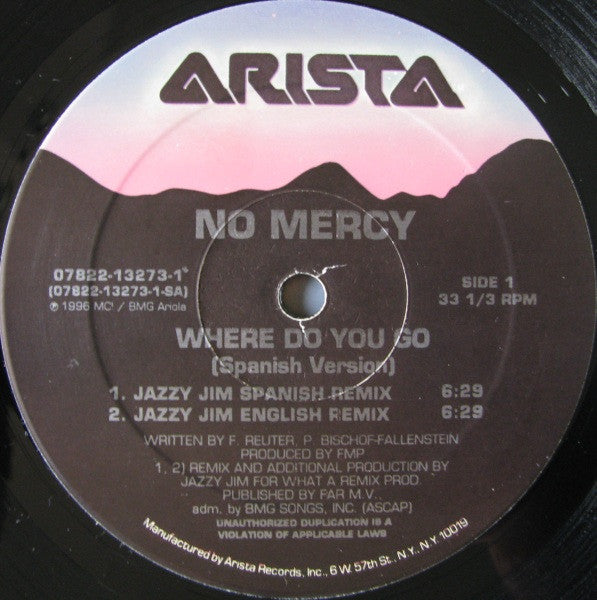 ARISTA
NO MERCY
07822-13273-1
(07822-13273-1-SA)
℗ 1996 MCI / BMG Ariola
SIDE 1
33 1/3 RPM
WHERE DO YOU GO
(Spanish Version)
1. JAZZY JIM SPANISH REMIX 6:29
2. JAZZY JIM ENGLISH REMIX 6:29
WRITTEN BY F. REUTER, P. BISCHOF-FALLENSTEIN
PRODUCED BY FMP
1, 2) REMIX AND ADDITIONAL PRODUCTION BY
JAZZY JIM FOR WHAT A REMIX PROD.
PUBLISHED BY FAR M.V.
adm. by BMG SONGS, INC. (ASCAP)
UNAUTHORIZED DUPLICATION IS A
VIOLATION OF APPLICABLE LAWS
Manufactured by Arista Records, Inc., 6 W. 57th St., N.Y., N.Y. 10019